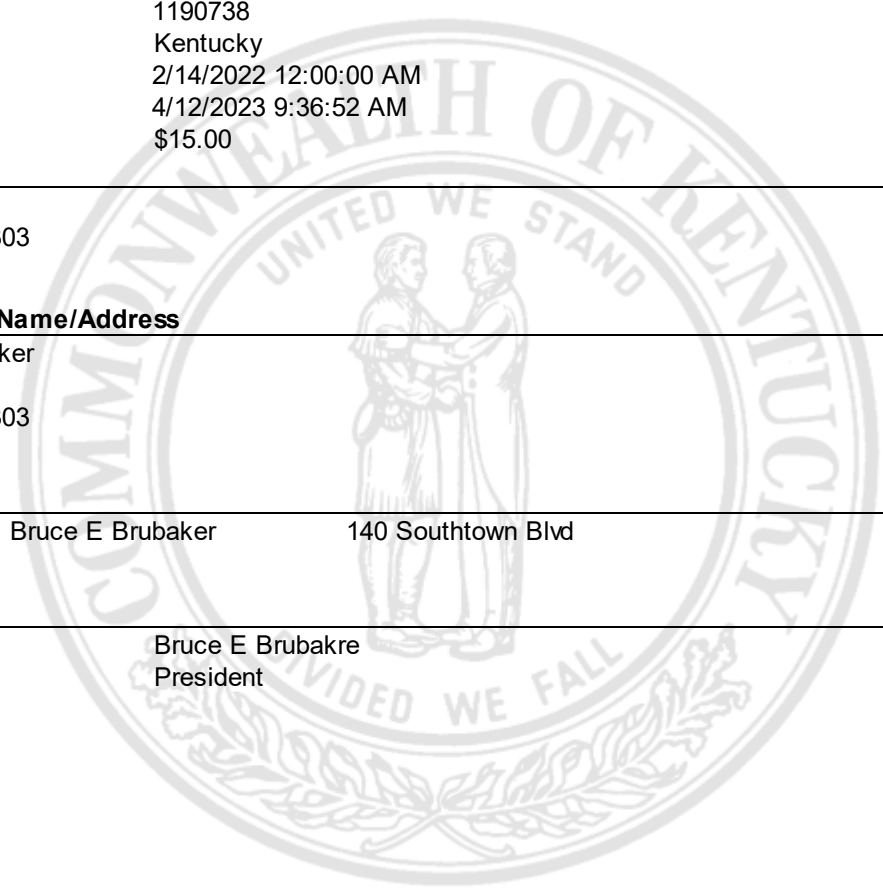 1190738
Kentucky
2/14/2022 12:00:00 AM
4/12/2023 9:36:52 AM
$15.00
COMMONWEALTH OF KENTUCKY
UNITED WE STAND
303
Name/Address
ker
303
Bruce E Brubaker 140 Southtown Blvd
Bruce E Brubakre
President
DIVIDED WE FALL